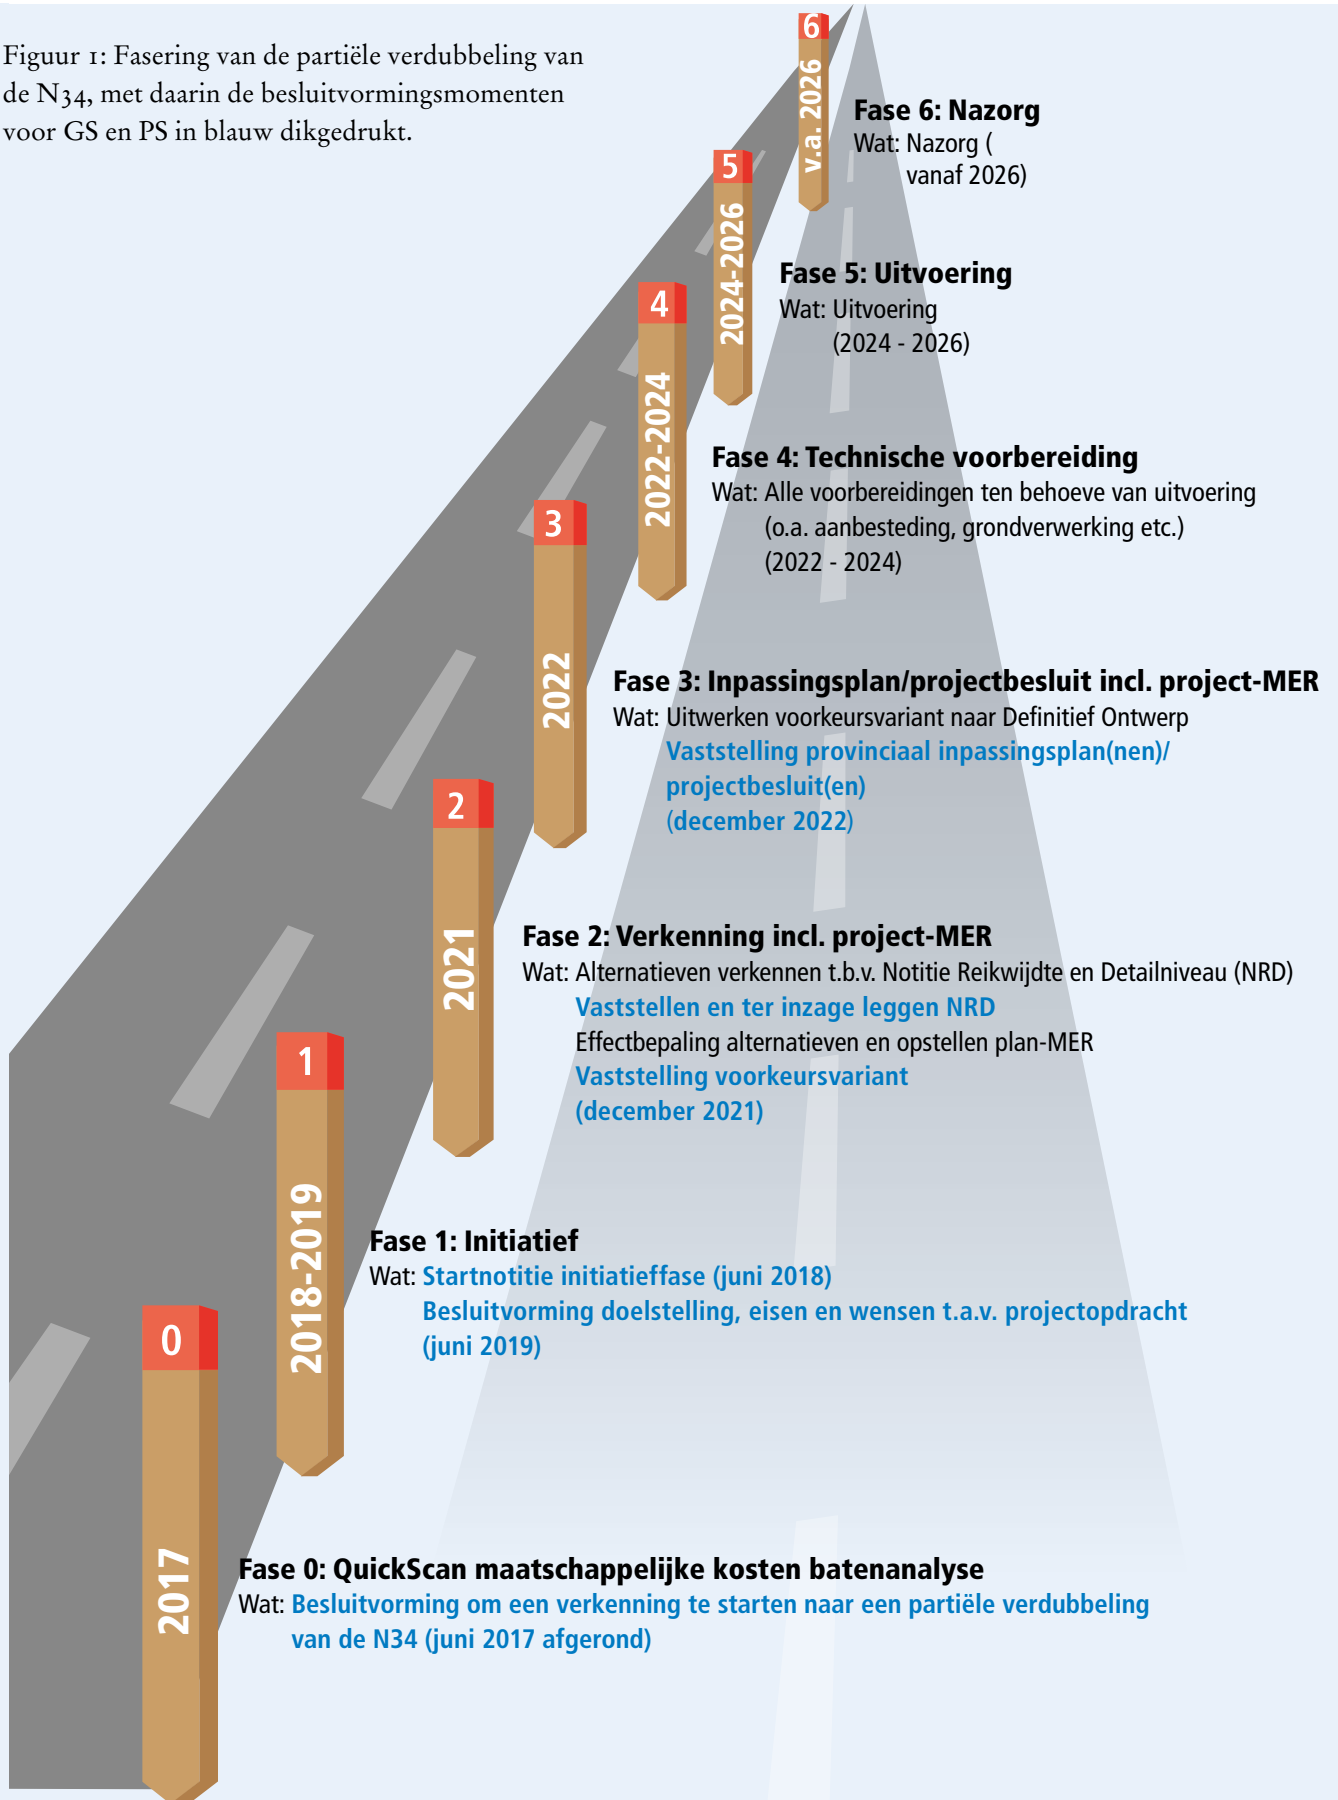 Figuur 1: Fasering van de partiële verdubbeling van
de N34, met daarin de besluitvormingsmomenten
voor GS en PS in blauw dikgedrukt.
6
v.a. 2026
Fase 6: Nazorg
Wat: Nazorg (
vanaf 2026)
5
2024-2026
Fase 5: Uitvoering
Wat: Uitvoering
(2024 - 2026)
4
2022-2024
Fase 4: Technische voorbereiding
Wat: Alle voorbereidingen ten behoeve van uitvoering
(o.a. aanbesteding, grondverwerking etc.)
(2022 - 2024)
3
2022
Fase 3: Inpassingsplan/projectbesluit incl. project-MER
Wat: Uitwerken voorkeursvariant naar Definitief Ontwerp
Vaststelling provinciaal inpassingsplan(nen)/
projectbesluit(en)
(december 2022)
2
2021
Fase 2: Verkenning incl. project-MER
Wat: Alternatieven verkennen t.b.v. Notitie Reikwijdte en Detailniveau (NRD)
Vaststellen en ter inzage leggen NRD
Effectbepaling alternatieven en opstellen plan-MER
Vaststelling voorkeursvariant
(december 2021)
1
2018-2019
Fase 1: Initiatief
Wat: Startnotitie initiatieffase (juni 2018)
Besluitvorming doelstelling, eisen en wensen t.a.v. projectopdracht
(juni 2019)
0
2017
Fase 0: QuickScan maatschappelijke kosten batenanalyse
Wat: Besluitvorming om een verkenning te starten naar een partiële verdubbeling
van de N34 (juni 2017 afgerond)